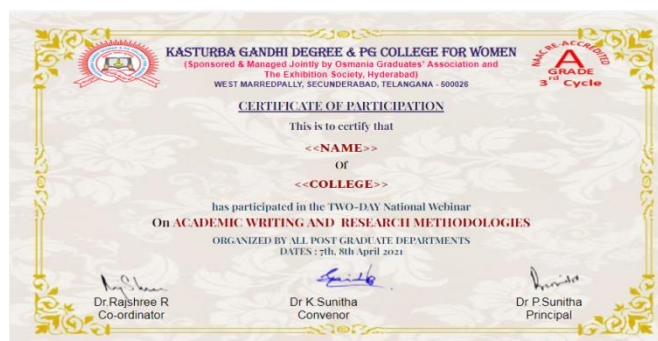 KASTURBA GANDHI DEGREE & PG COLLEGE FOR WOMEN
(Sponsored & Managed Jointly by Osmania Graduates' Association and
The Exhibition Society, Hyderabad)
WEST MARREDPALLY, SECUNDERABAD, TELANGANA - 500026
NAAC RE-ACCREDITED
A
GRADE
3rd Cycle
CERTIFICATE OF PARTICIPATION
This is to certify that
<<NAME>>
Of
<<COLLEGE>>
has participated in the TWO-DAY National Webinar
On ACADEMIC WRITING AND RESEARCH METHODOLOGIES
ORGANIZED BY ALL POST GRADUATE DEPARTMENTS
DATES : 7th, 8th April 2021
Dr.Rajshree R
Co-ordinator
Dr K.Sunitha
Convenor
Dr P.Sunitha
Principal